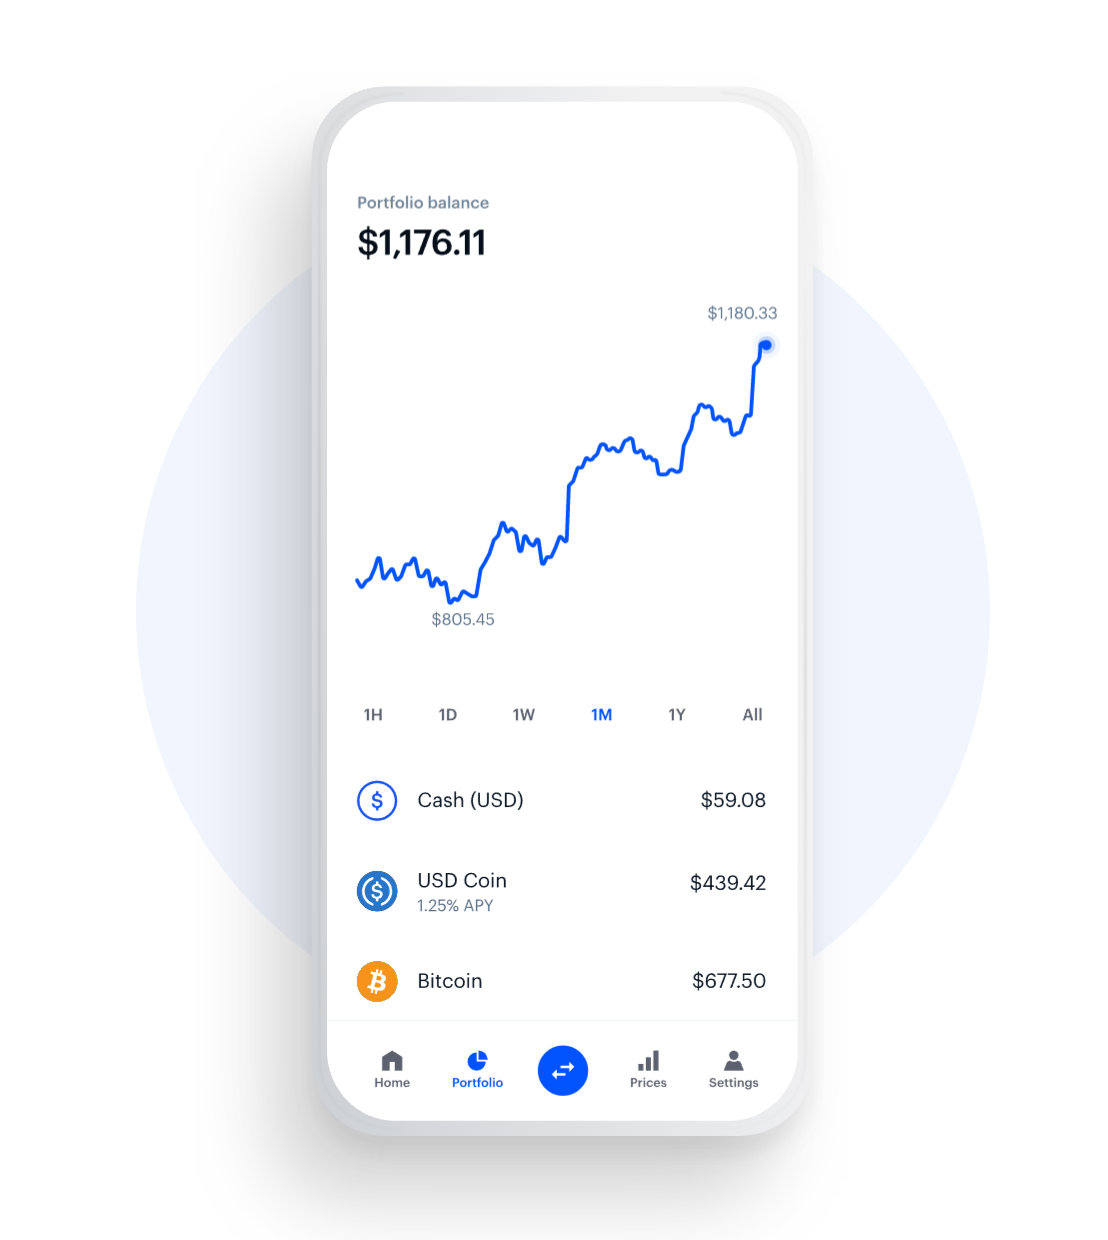 Portfolio balance
$1,176.11
$1,180.33
$805.45
1H 1D 1W 1M 1Y All
$ Cash (USD) $59.08
$ USD Coin $439.42
1.25% APY
₿ Bitcoin $677.50
Home Portfolio Prices Settings